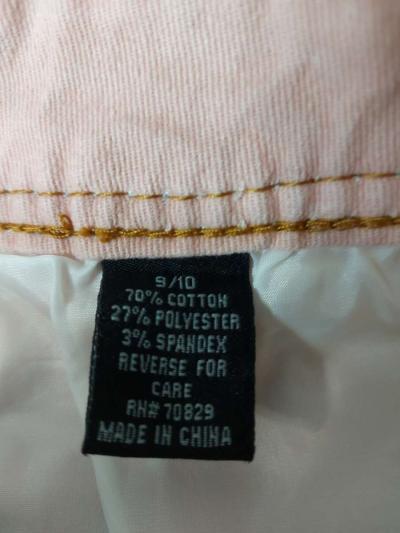 9/10
70% COTTON
27% POLYESTER
3% SPANDEX
REVERSE FOR
CARE
RN# 70829
MADE IN CHINA